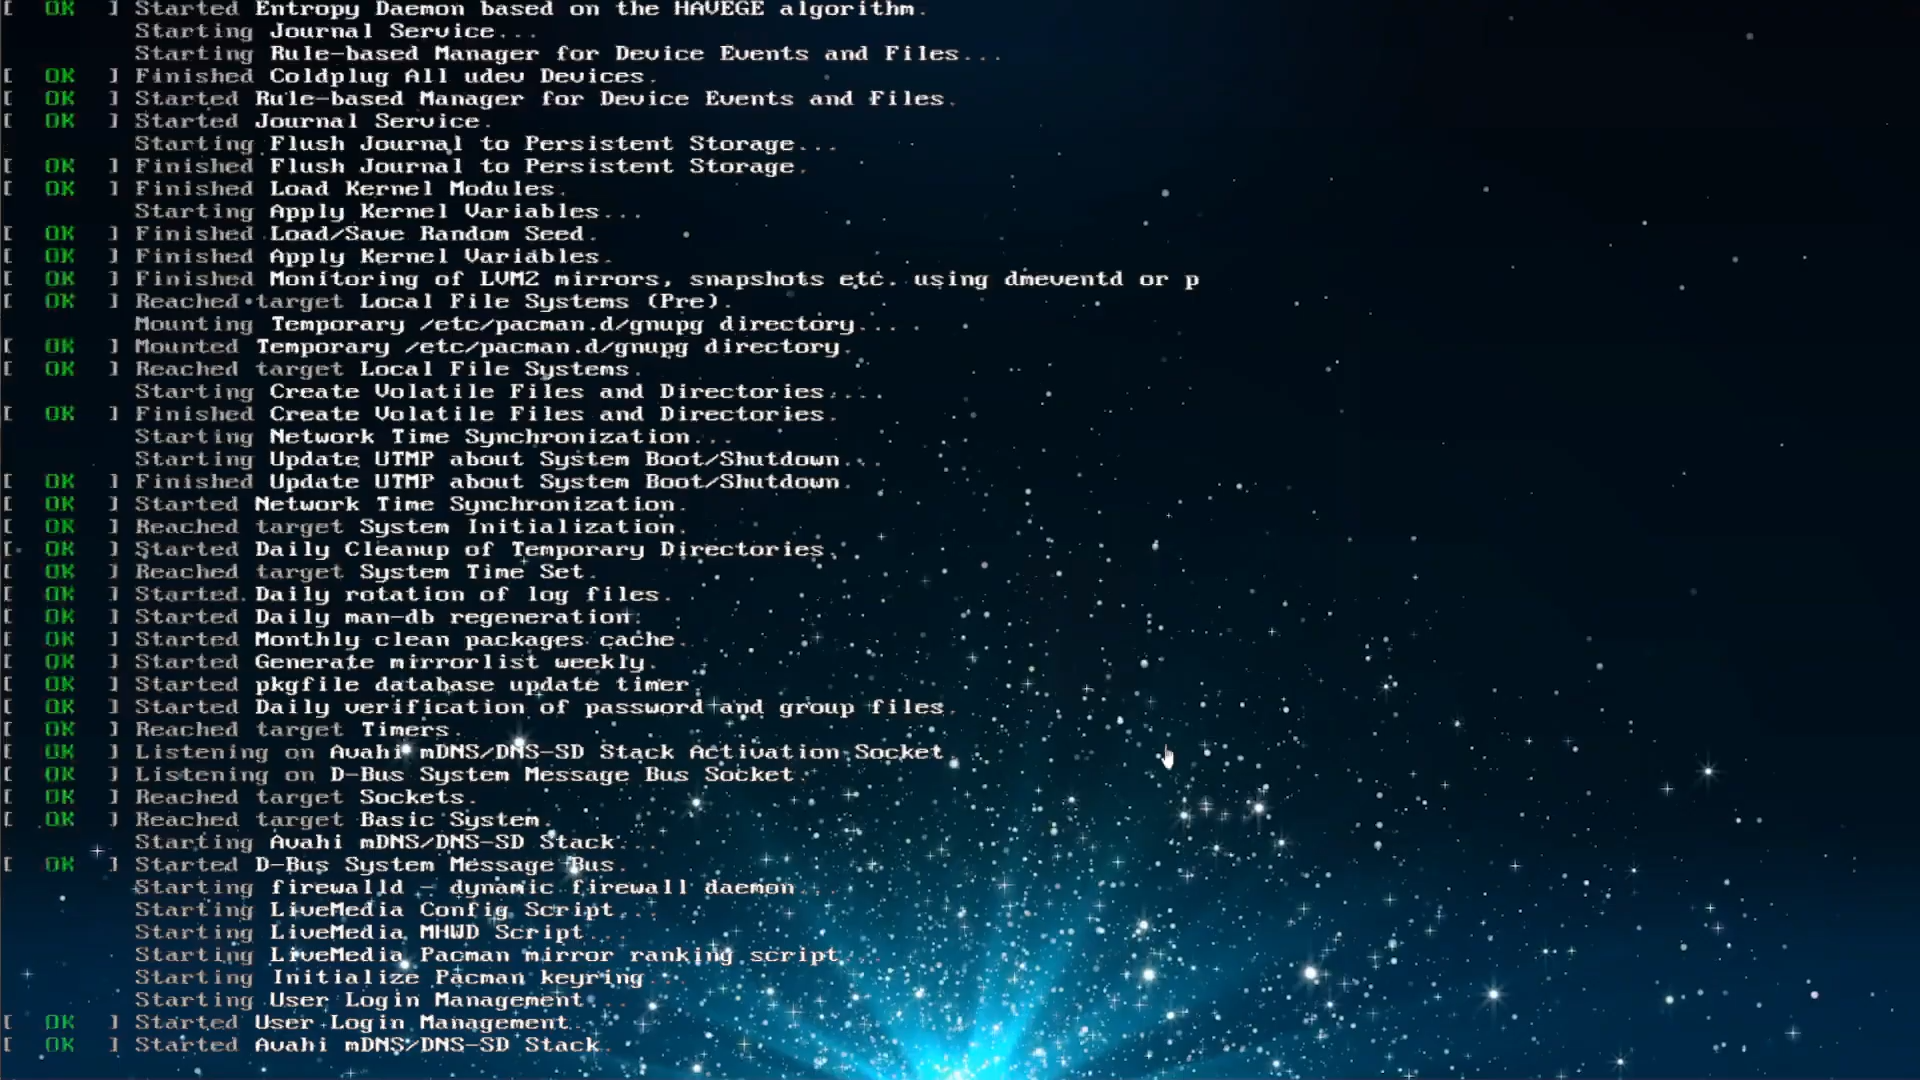 [ OK ] Started Entropy Daemon based on the HAVEGE algorithm.
Starting Journal Service...
Starting Rule-based Manager for Device Events and Files...
[ OK ] Finished Coldplug All udev Devices.
[ OK ] Started Rule-based Manager for Device Events and Files.
[ OK ] Started Journal Service.
Starting Flush Journal to Persistent Storage...
[ OK ] Finished Flush Journal to Persistent Storage.
[ OK ] Finished Load Kernel Modules.
Starting Apply Kernel Variables...
[ OK ] Finished Load/Save Random Seed.
[ OK ] Finished Apply Kernel Variables.
[ OK ] Finished Monitoring of LVM2 mirrors, snapshots etc. using dmeventd or p
[ OK ] Reached target Local File Systems (Pre).
Mounting Temporary /etc/pacman.d/gnupg directory...
[ OK ] Mounted Temporary /etc/pacman.d/gnupg directory.
[ OK ] Reached target Local File Systems.
Starting Create Volatile Files and Directories...
[ OK ] Finished Create Volatile Files and Directories.
Starting Network Time Synchronization...
Starting Update UTMP about System Boot/Shutdown...
[ OK ] Finished Update UTMP about System Boot/Shutdown.
[ OK ] Started Network Time Synchronization.
[ OK ] Reached target System Initialization.
[ OK ] Started Daily Cleanup of Temporary Directories.
[ OK ] Reached target System Time Set.
[ OK ] Started Daily rotation of log files.
[ OK ] Started Daily man-db regeneration.
[ OK ] Started Monthly clean packages cache.
[ OK ] Started Generate mirrorlist weekly.
[ OK ] Started pkgfile database update timer.
[ OK ] Started Daily verification of password and group files.
[ OK ] Reached target Timers.
[ OK ] Listening on Avahi mDNS/DNS-SD Stack Activation Socket.
[ OK ] Listening on D-Bus System Message Bus Socket.
[ OK ] Reached target Sockets.
[ OK ] Reached target Basic System.
Starting Avahi mDNS/DNS-SD Stack...
[ OK ] Started D-Bus System Message Bus.
Starting firewalld - dynamic firewall daemon...
Starting LiveMedia Config Script...
Starting LiveMedia MHWD Script...
Starting LiveMedia Pacman mirror ranking script...
Starting Initialize Pacman keyring...
Starting User Login Management...
[ OK ] Started User Login Management.
[ OK ] Started Avahi mDNS/DNS-SD Stack.